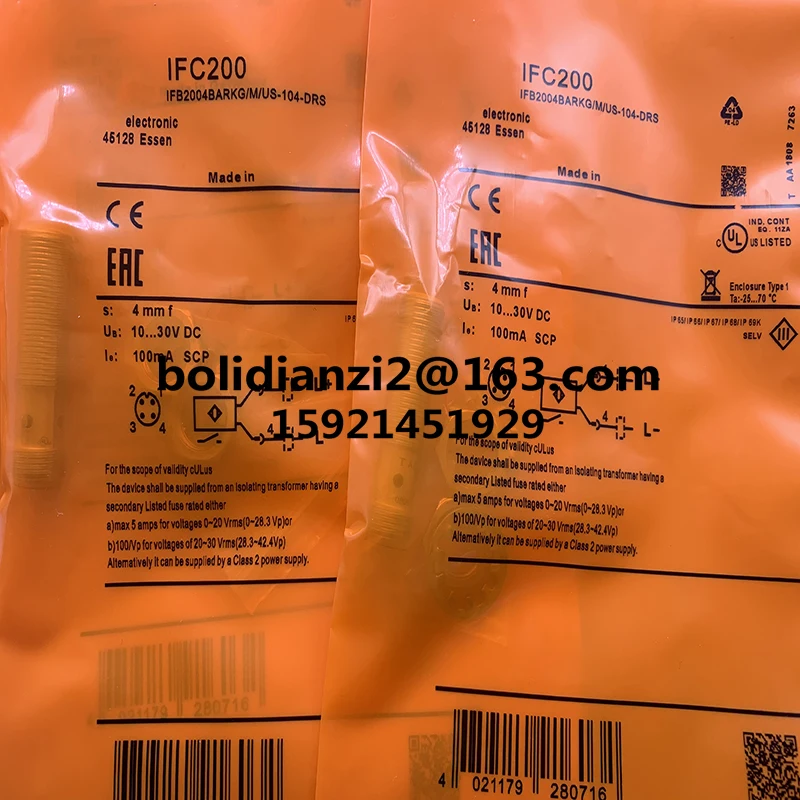 IFC200
IFB2004BARKG/M/US-104-DRS
electronic
45128 Essen
Made in
CE
EAC
s: 4 mm f
UB: 10...30V DC
Ie: 100mA SCP
2 1
3 4
For the scope of validity cULus
The device shall be supplied from an isolating transformer having a
secondary Listed fuse rated either
a)max 5 amps for voltages 0~20 Vrms(0~28.3 Vp)or
b)100/Vp for voltages of 20~30 Vrms(28.3~42.4Vp)
Alternatively it can be supplied by a Class 2 power supply.
021179 280716
IFC200
IFB2004BARKG/M/US-104-DRS
electronic
45128 Essen
04
PE-LD
T AA 1808 7263
Made in
CE
EAC
IND. CONT
EQ. 11ZA
C UL US LISTED
Enclosure Type 1
Ta:-25...70 °C
s: 4 mm f
UB: 10...30V DC
Ie: 100mA SCP
IP 65/IP 66/IP 67/ IP 68/IP 69K
SELV III
bolidianzi2@163.com
15921451929
L-
For the scope of validity cULus
The device shall be supplied from an isolating transformer having a
secondary Listed fuse rated either
a)max 5 amps for voltages 0~20 Vrms(0~28.3 Vp)or
b)100/Vp for voltages of 20~30 Vrms(28.3~42.4Vp)
Alternatively it can be supplied by a Class 2 power supply.
4 021179 280716